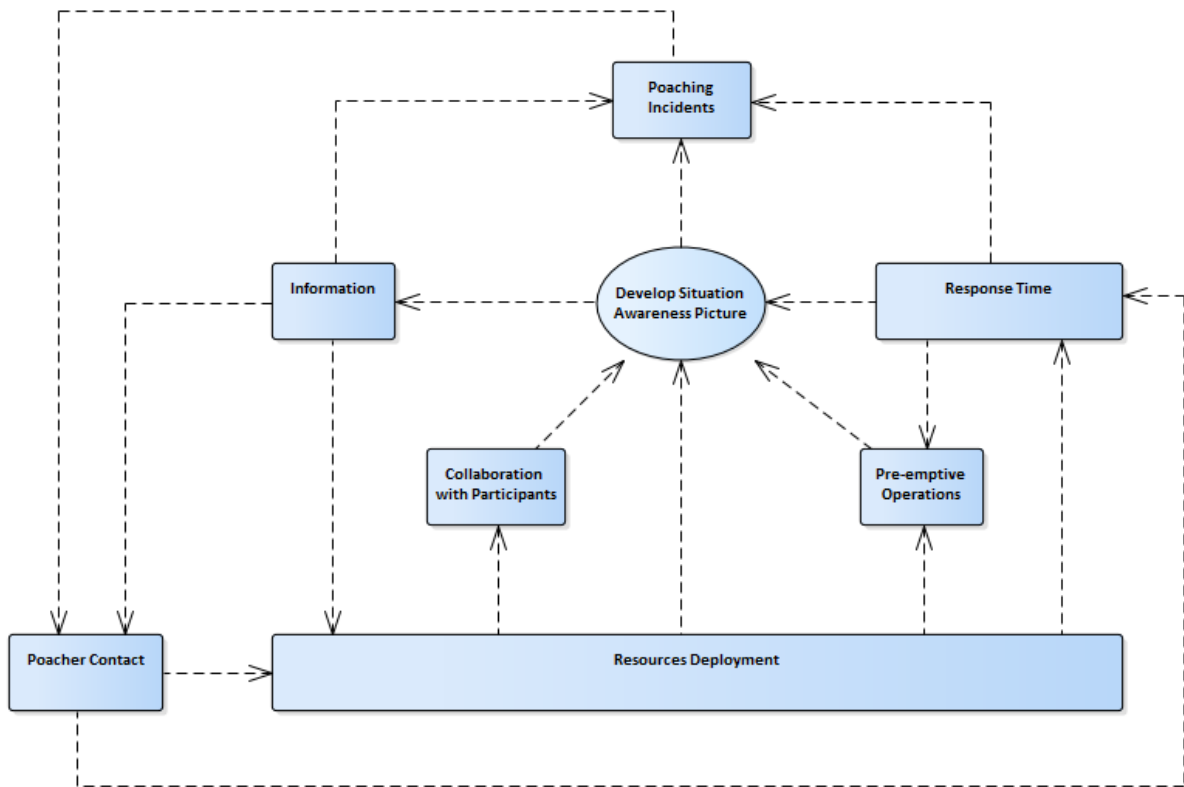 Poaching
Incidents
Information
Develop Situation
Awareness Picture
Response Time
Collaboration
with Participants
Pre-emptive
Operations
Poacher Contact
Resources Deployment